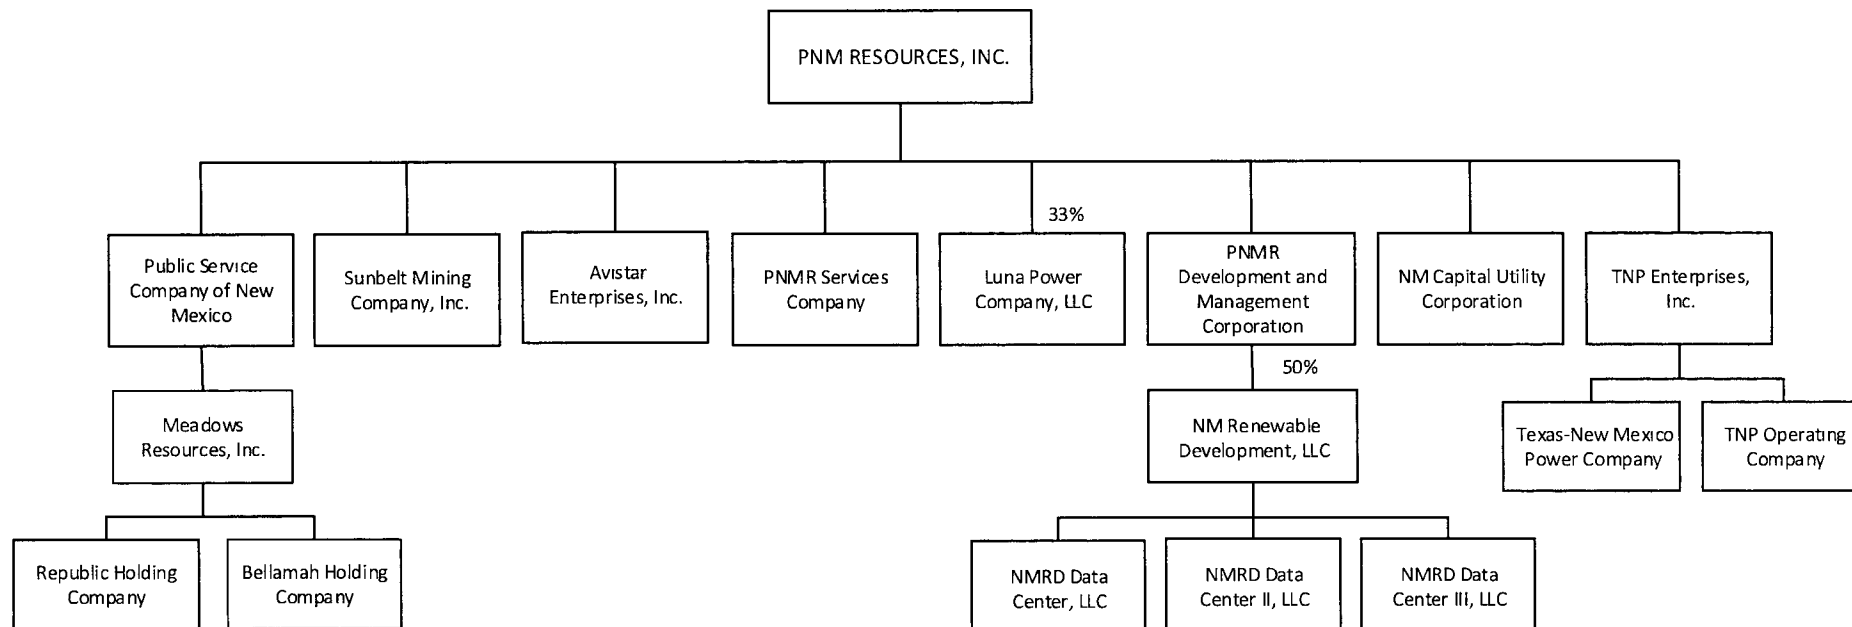 PNM RESOURCES, INC.
33%
Public Service
Company of New
Mexico
Sunbelt Mining
Company, Inc.
Avistar
Enterprises, Inc.
PNMR Services
Company
Luna Power
Company, LLC
PNMR
Development and
Management
Corporation
NM Capital Utility
Corporation
TNP Enterprises,
Inc.
50%
Meadows
Resources, Inc.
NM Renewable
Development, LLC
Texas-New Mexico
Power Company
TNP Operating
Company
Republic Holding
Company
Bellamah Holding
Company
NMRD Data
Center, LLC
NMRD Data
Center II, LLC
NMRD Data
Center III, LLC